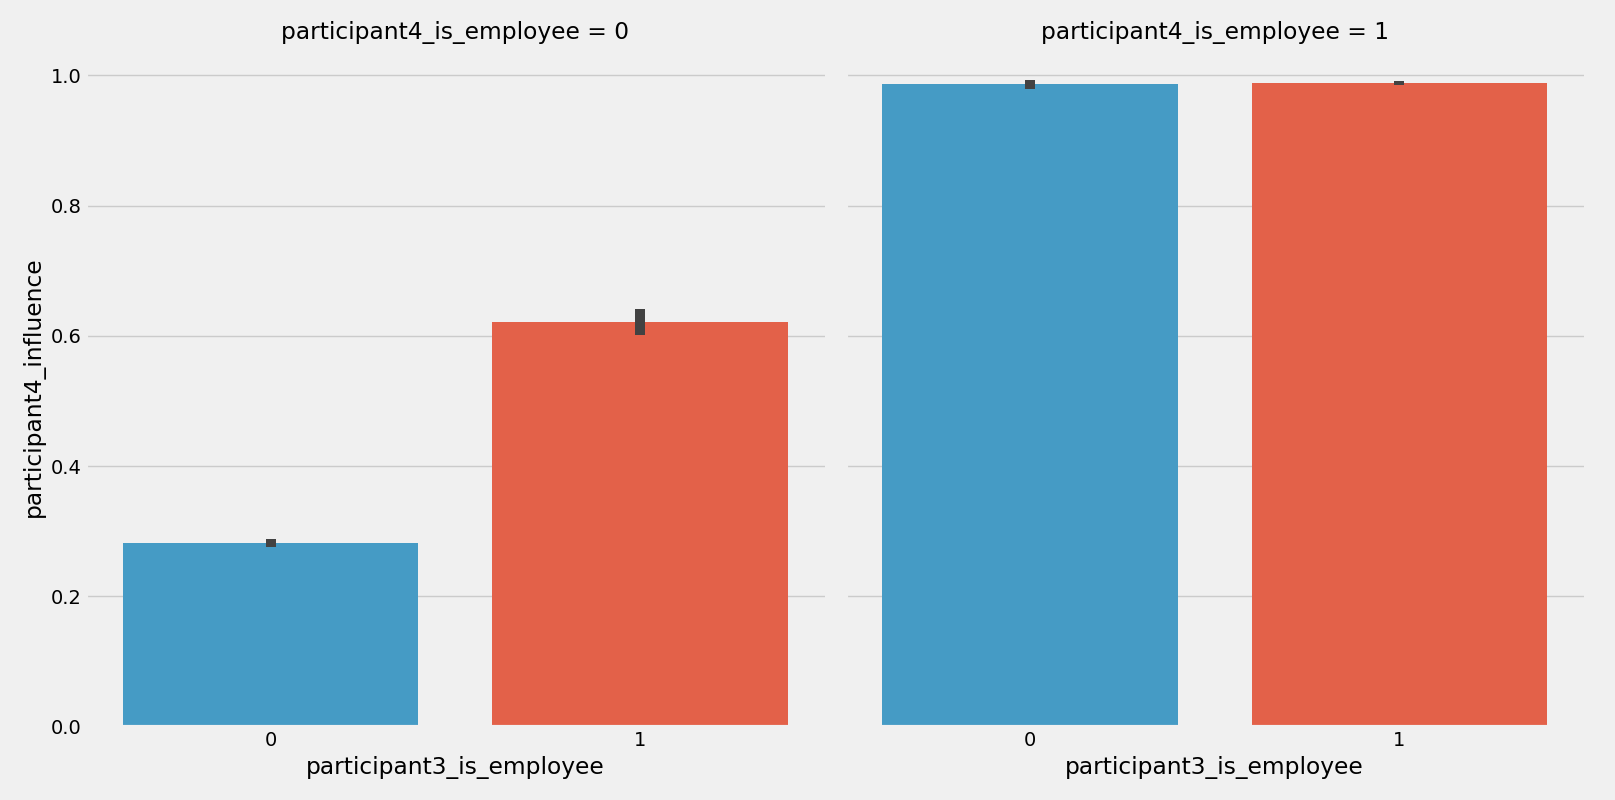 participant4_is_employee = 0
participant4_is_employee = 1
1.0
0.8
0.6
0.4
0.2
0.0
participant4_influence
0 1
0 1
participant3_is_employee
participant3_is_employee